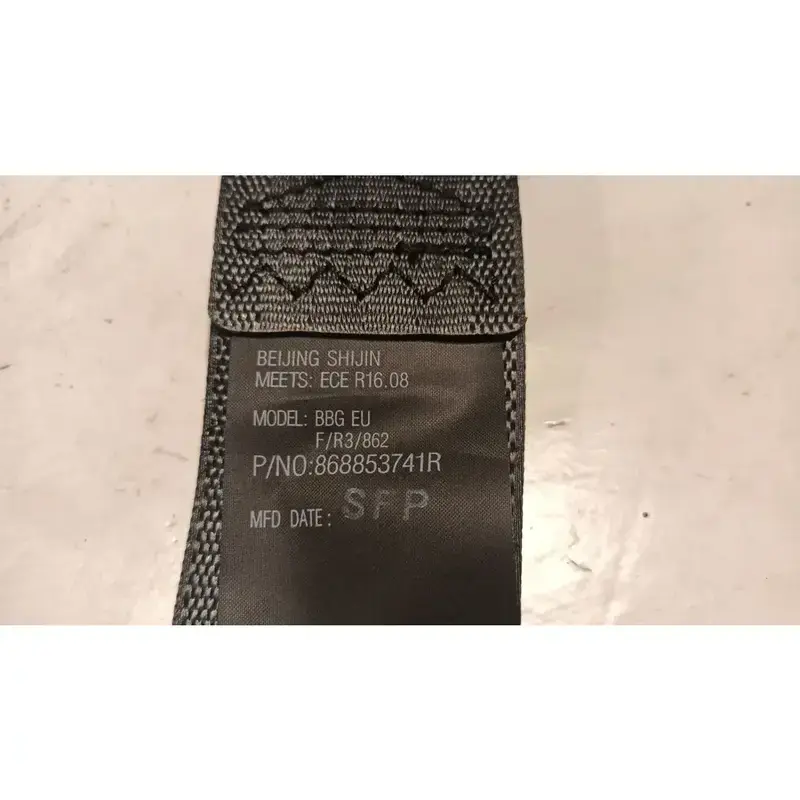 BEIJING SHIJIN
MEETS: ECE R16.08
MODEL: BBG EU
F/R3/862
P/NO:868853741R
MFD DATE: SFP